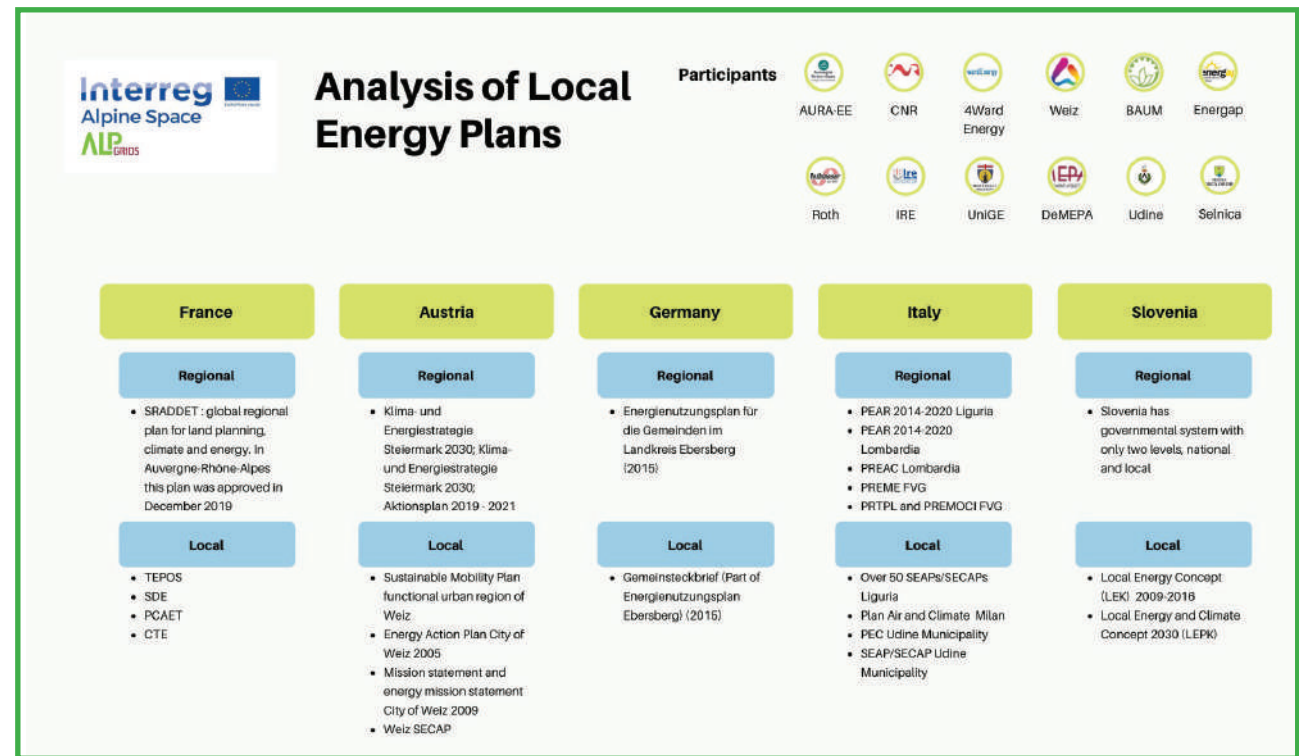 Interreg
Alpine Space
ALPGRIDS
Analysis of Local
Energy Plans
Participants
AURA-EE
CNR
4Ward
Energy
Weiz
BAUM
Energap
Roth
IRE
UniGE
DeMEPA
Udine
Selnica
France
Regional
• SRADDET : global regional
plan for land planning,
climate and energy. In
Auvergne-Rhône-Alpes
this plan was approved in
December 2019
Local
• TEPOS
• SDE
• PCAET
• CTE
Austria
Regional
• Klima- und
Energiestrategie
Steiermark 2030; Klima-
und Energiestrategie
Steiermark 2030;
Aktionsplan 2019 - 2021
Local
• Sustainable Mobility Plan
functional urban region of
Weiz
• Energy Action Plan City of
Weiz 2005
• Mission statement and
energy mission statement
City of Weiz 2009
• Weiz SECAP
Germany
Regional
• Energienutzungsplan für
die Gemeinden im
Landkreis Ebersberg
(2015)
Local
• Gemeinsteckbrief (Part of
Energienutzungsplan
Ebersberg) (2015)
Italy
Regional
• PEAR 2014-2020 Liguria
• PEAR 2014-2020
Lombardia
• PREAC Lombardia
• PREME FVG
• PRTPL and PREMOCI FVG
Local
• Over 50 SEAPs/SECAPs
Liguria
• Plan Air and Climate Milan
• PEC Udine Municipality
• SEAP/SECAP Udine
Municipality
Slovenia
Regional
• Slovenia has
governmental system with
only two levels, national
and local
Local
• Local Energy Concept
(LEK) 2009-2016
• Local Energy and Climate
Concept 2030 (LEPK)